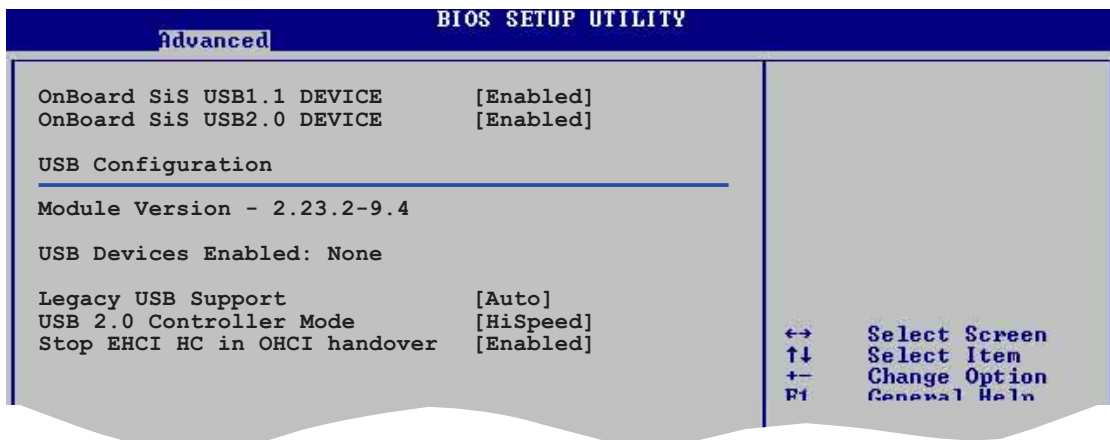 BIOS SETUP UTILITY
Advanced
OnBoard SiS USB1.1 DEVICE [Enabled]
OnBoard SiS USB2.0 DEVICE [Enabled]
USB Configuration
Module Version - 2.23.2-9.4
USB Devices Enabled: None
Legacy USB Support [Auto]
USB 2.0 Controller Mode [HiSpeed]
Stop EHCI HC in OHCI handover [Enabled]
←→ Select Screen
↑↓ Select Item
+- Change Option
F1 General Help